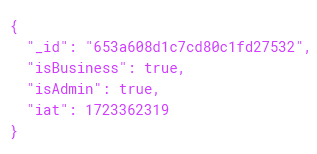 {
  "_id": "653a608d1c7cd80c1fd27532",
  "isBusiness": true,
  "isAdmin": true,
  "iat": 1723362319
}